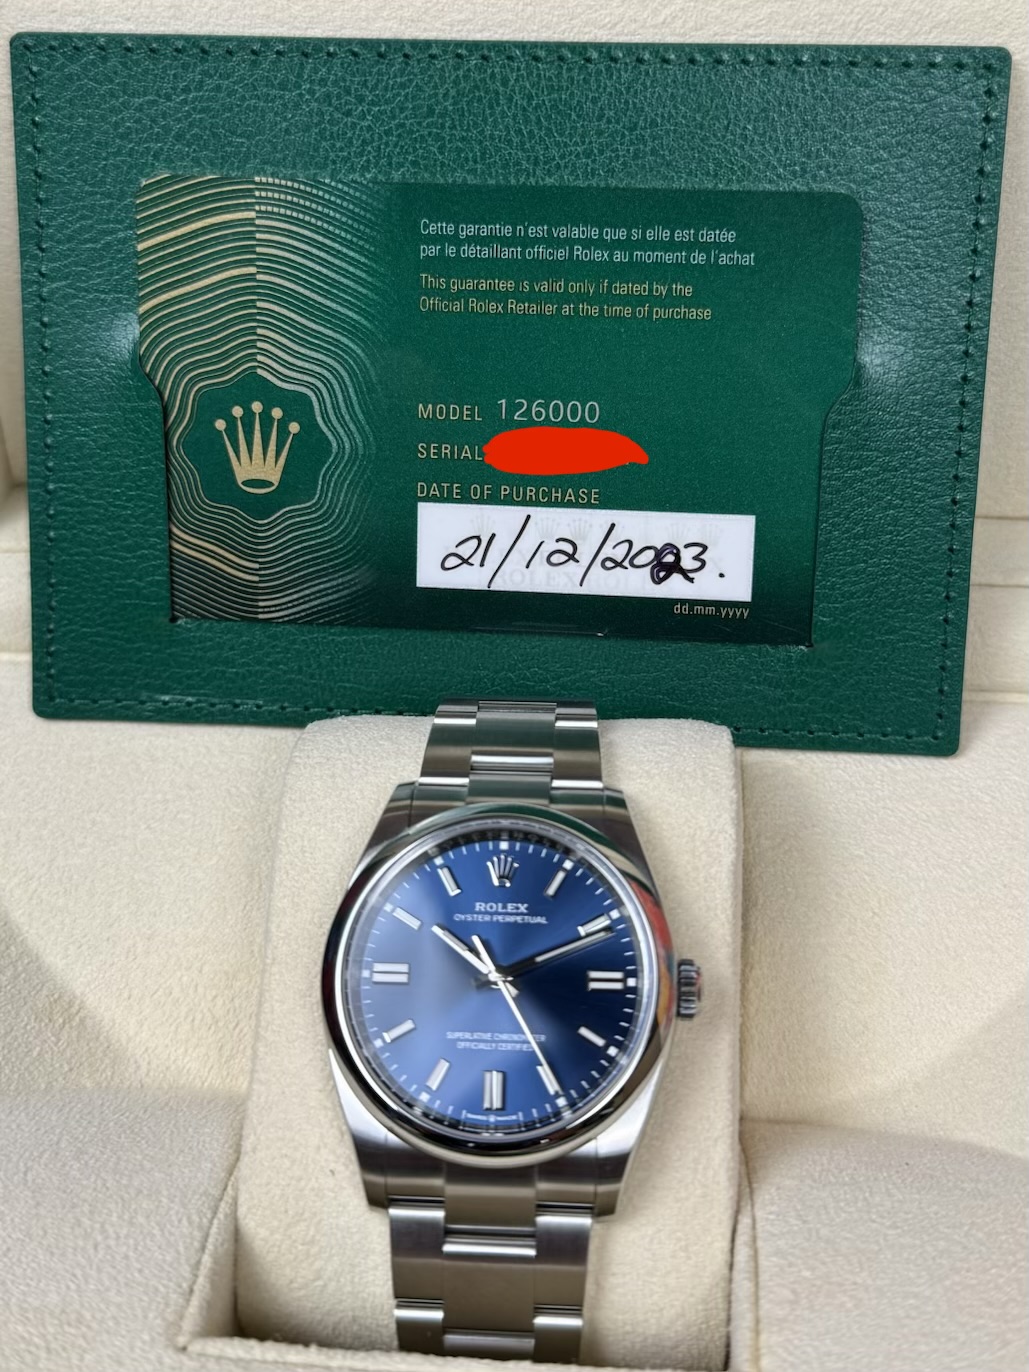 Cette garantie n'est valable que si elle est datée
par le détaillant officiel Rolex au moment de l'achat
This guarantee is valid only if dated by the
Official Rolex Retailer at the time of purchase
MODEL 126000
SERIAL
DATE OF PURCHASE
21/12/2023.
dd.mm.yyyy
ROLEX
OYSTER PERPETUAL
SUPERLATIVE CHRONOMETER
OFFICIALLY CERTIFIED
SWISS MADE